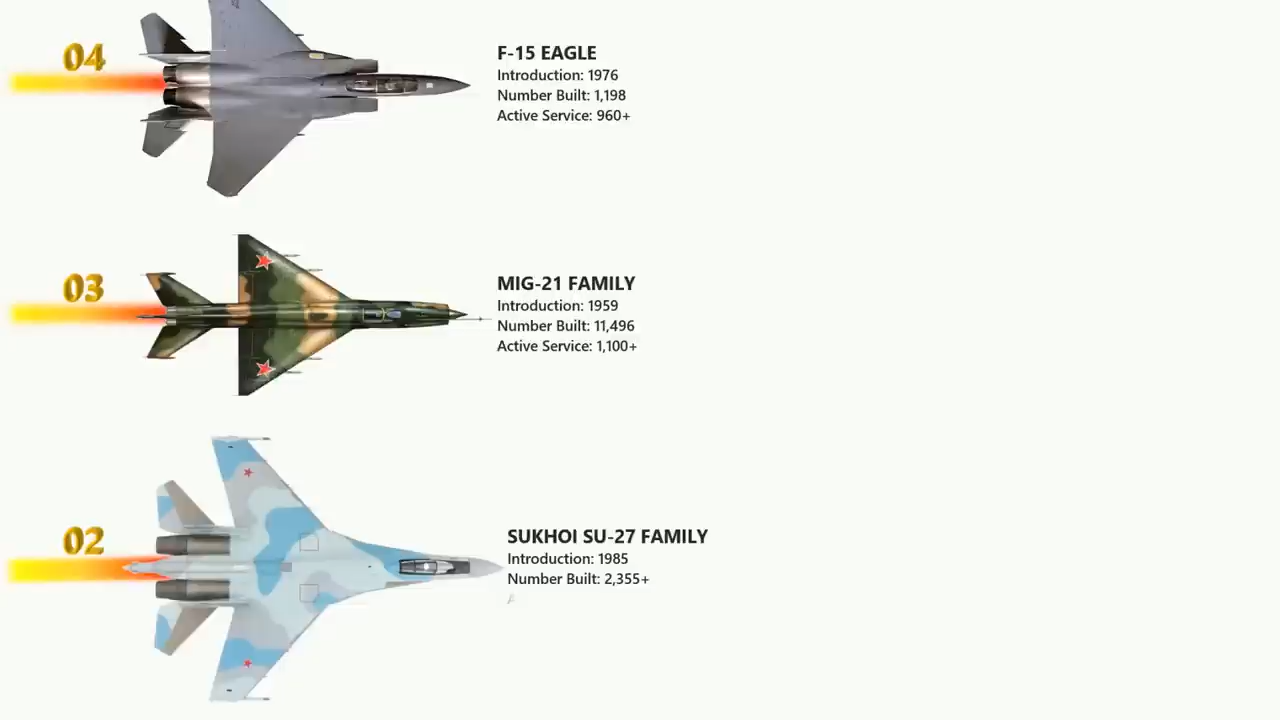 04
F-15 EAGLE
Introduction: 1976
Number Built: 1,198
Active Service: 960+
03
MIG-21 FAMILY
Introduction: 1959
Number Built: 11,496
Active Service: 1,100+
02
SUKHOI SU-27 FAMILY
Introduction: 1985
Number Built: 2,355+